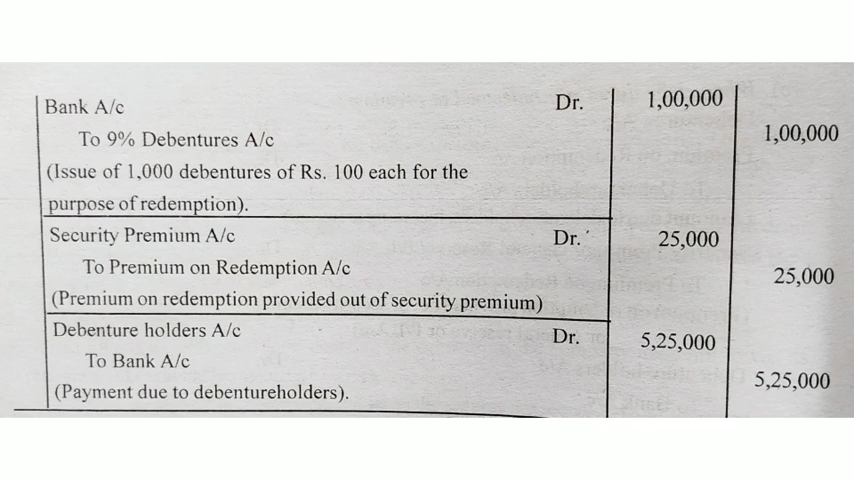 Bank A/c Dr. 1,00,000
To 9% Debentures A/c 1,00,000
(Issue of 1,000 debentures of Rs. 100 each for the
purpose of redemption).
Security Premium A/c Dr. 25,000
To Premium on Redemption A/c 25,000
(Premium on redemption provided out of security premium)
Debenture holders A/c Dr. 5,25,000
To Bank A/c 5,25,000
(Payment due to debentureholders).